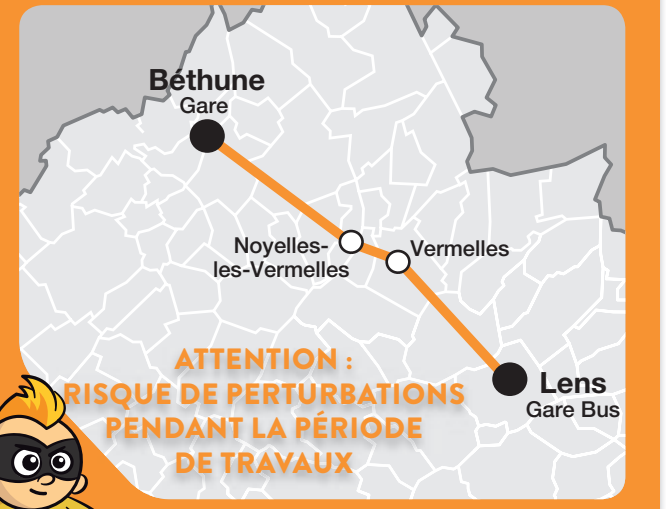 Béthune
Gare
Noyelles-
les-Vermelles
Vermelles
Lens
Gare Bus
ATTENTION :
RISQUE DE PERTURBATIONS
PENDANT LA PÉRIODE
DE TRAVAUX